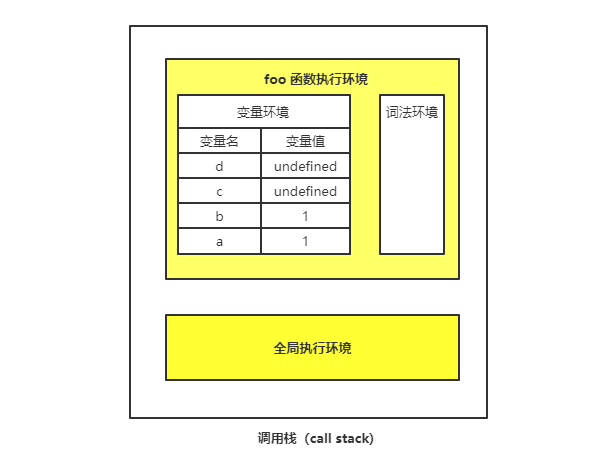 foo 函数执行环境
变量环境
词法环境
变量名 变量值
d undefined
c undefined
b 1
a 1
全局执行环境
调用栈（call stack)